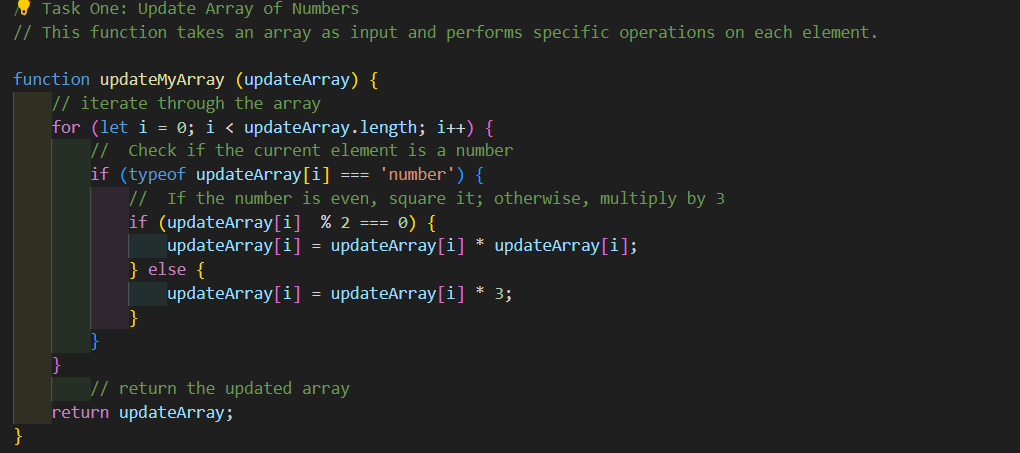 // Task One: Update Array of Numbers
// This function takes an array as input and performs specific operations on each element.

function updateMyArray (updateArray) {
    // iterate through the array
    for (let i = 0; i < updateArray.length; i++) {
        //  Check if the current element is a number
        if (typeof updateArray[i] === 'number') {
            //  If the number is even, square it; otherwise, multiply by 3
            if (updateArray[i]  % 2 === 0) {
                updateArray[i] = updateArray[i] * updateArray[i];
            } else {
                updateArray[i] = updateArray[i] * 3;
            }
        }
    }
        // return the updated array
    return updateArray;
}